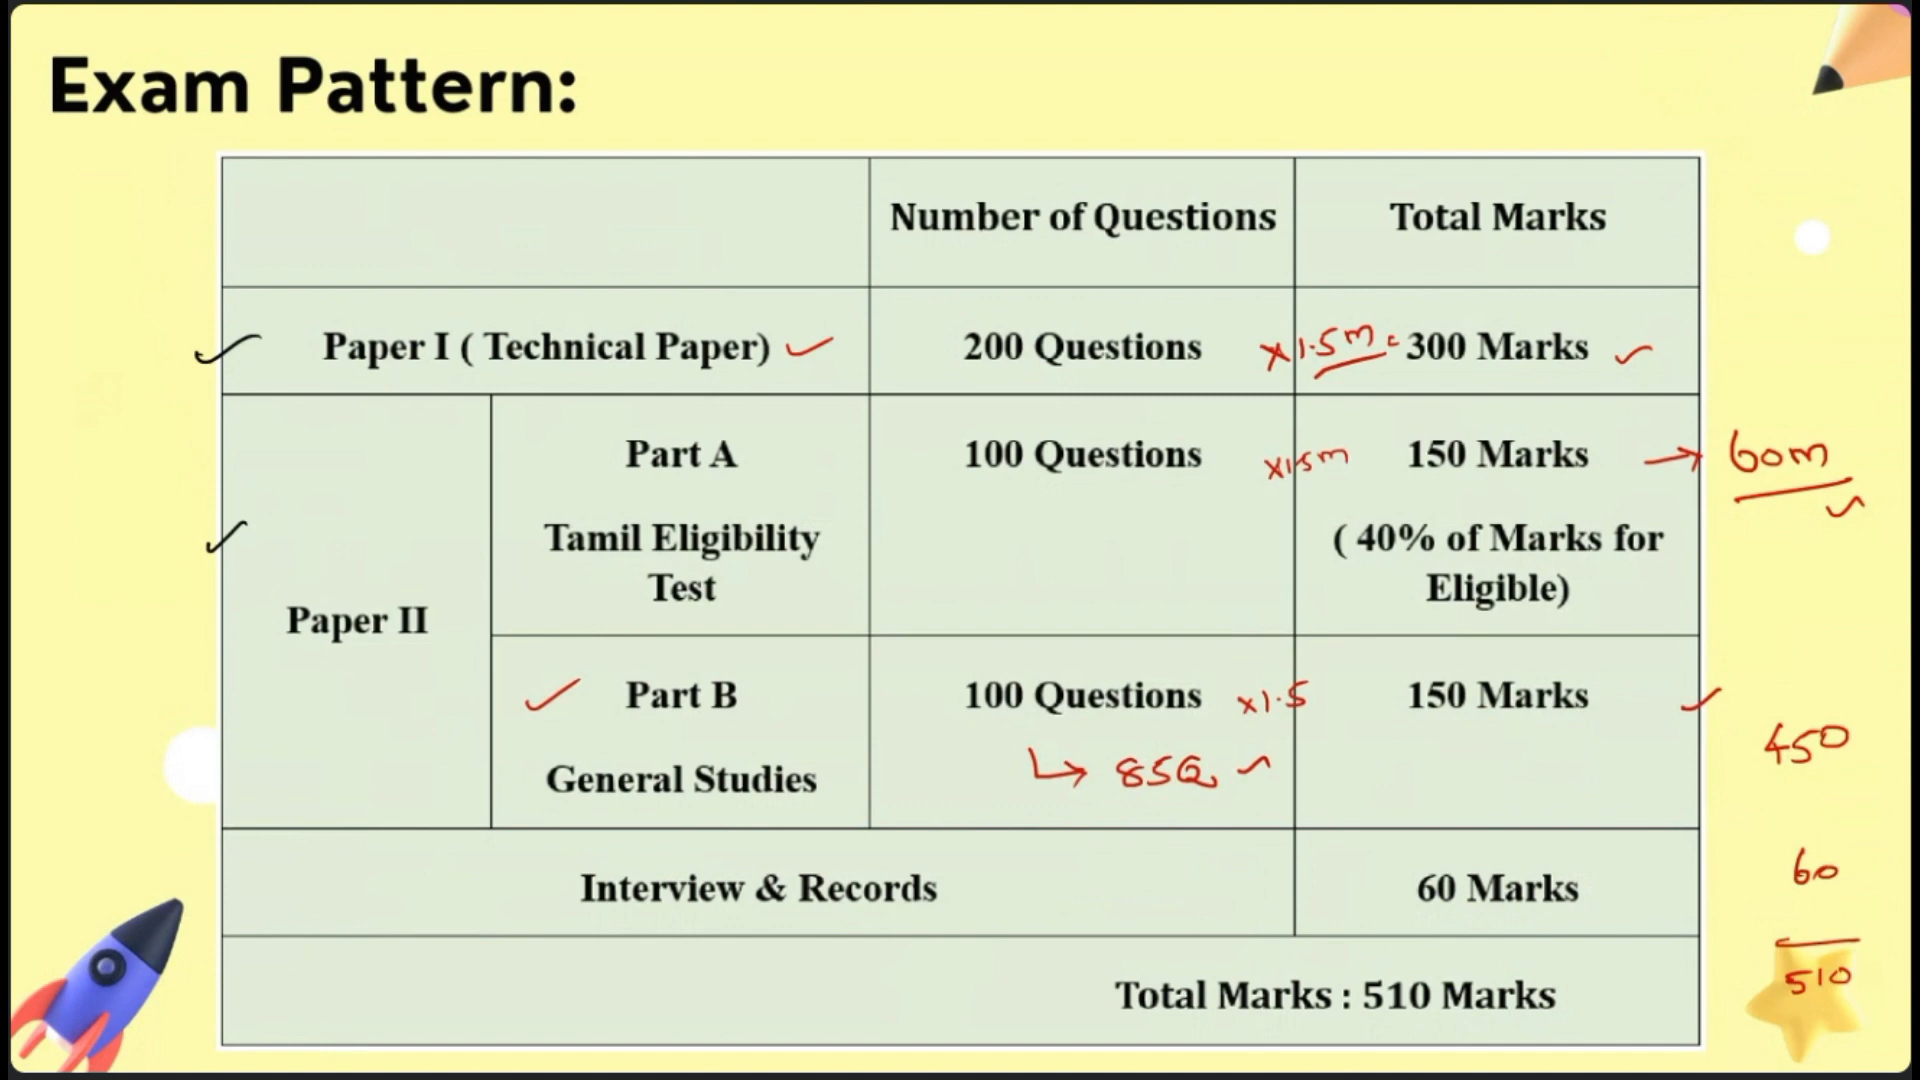 Exam Pattern:
Number of Questions Total Marks
Paper I ( Technical Paper) 200 Questions x1.5m = 300 Marks
Part A 100 Questions x1.5m 150 Marks → 60m
Tamil Eligibility ( 40% of Marks for
Test Eligible)
Paper II
Part B 100 Questions x1.5 150 Marks
450
General Studies → 85Q
Interview & Records 60 Marks 60
Total Marks : 510 Marks 510